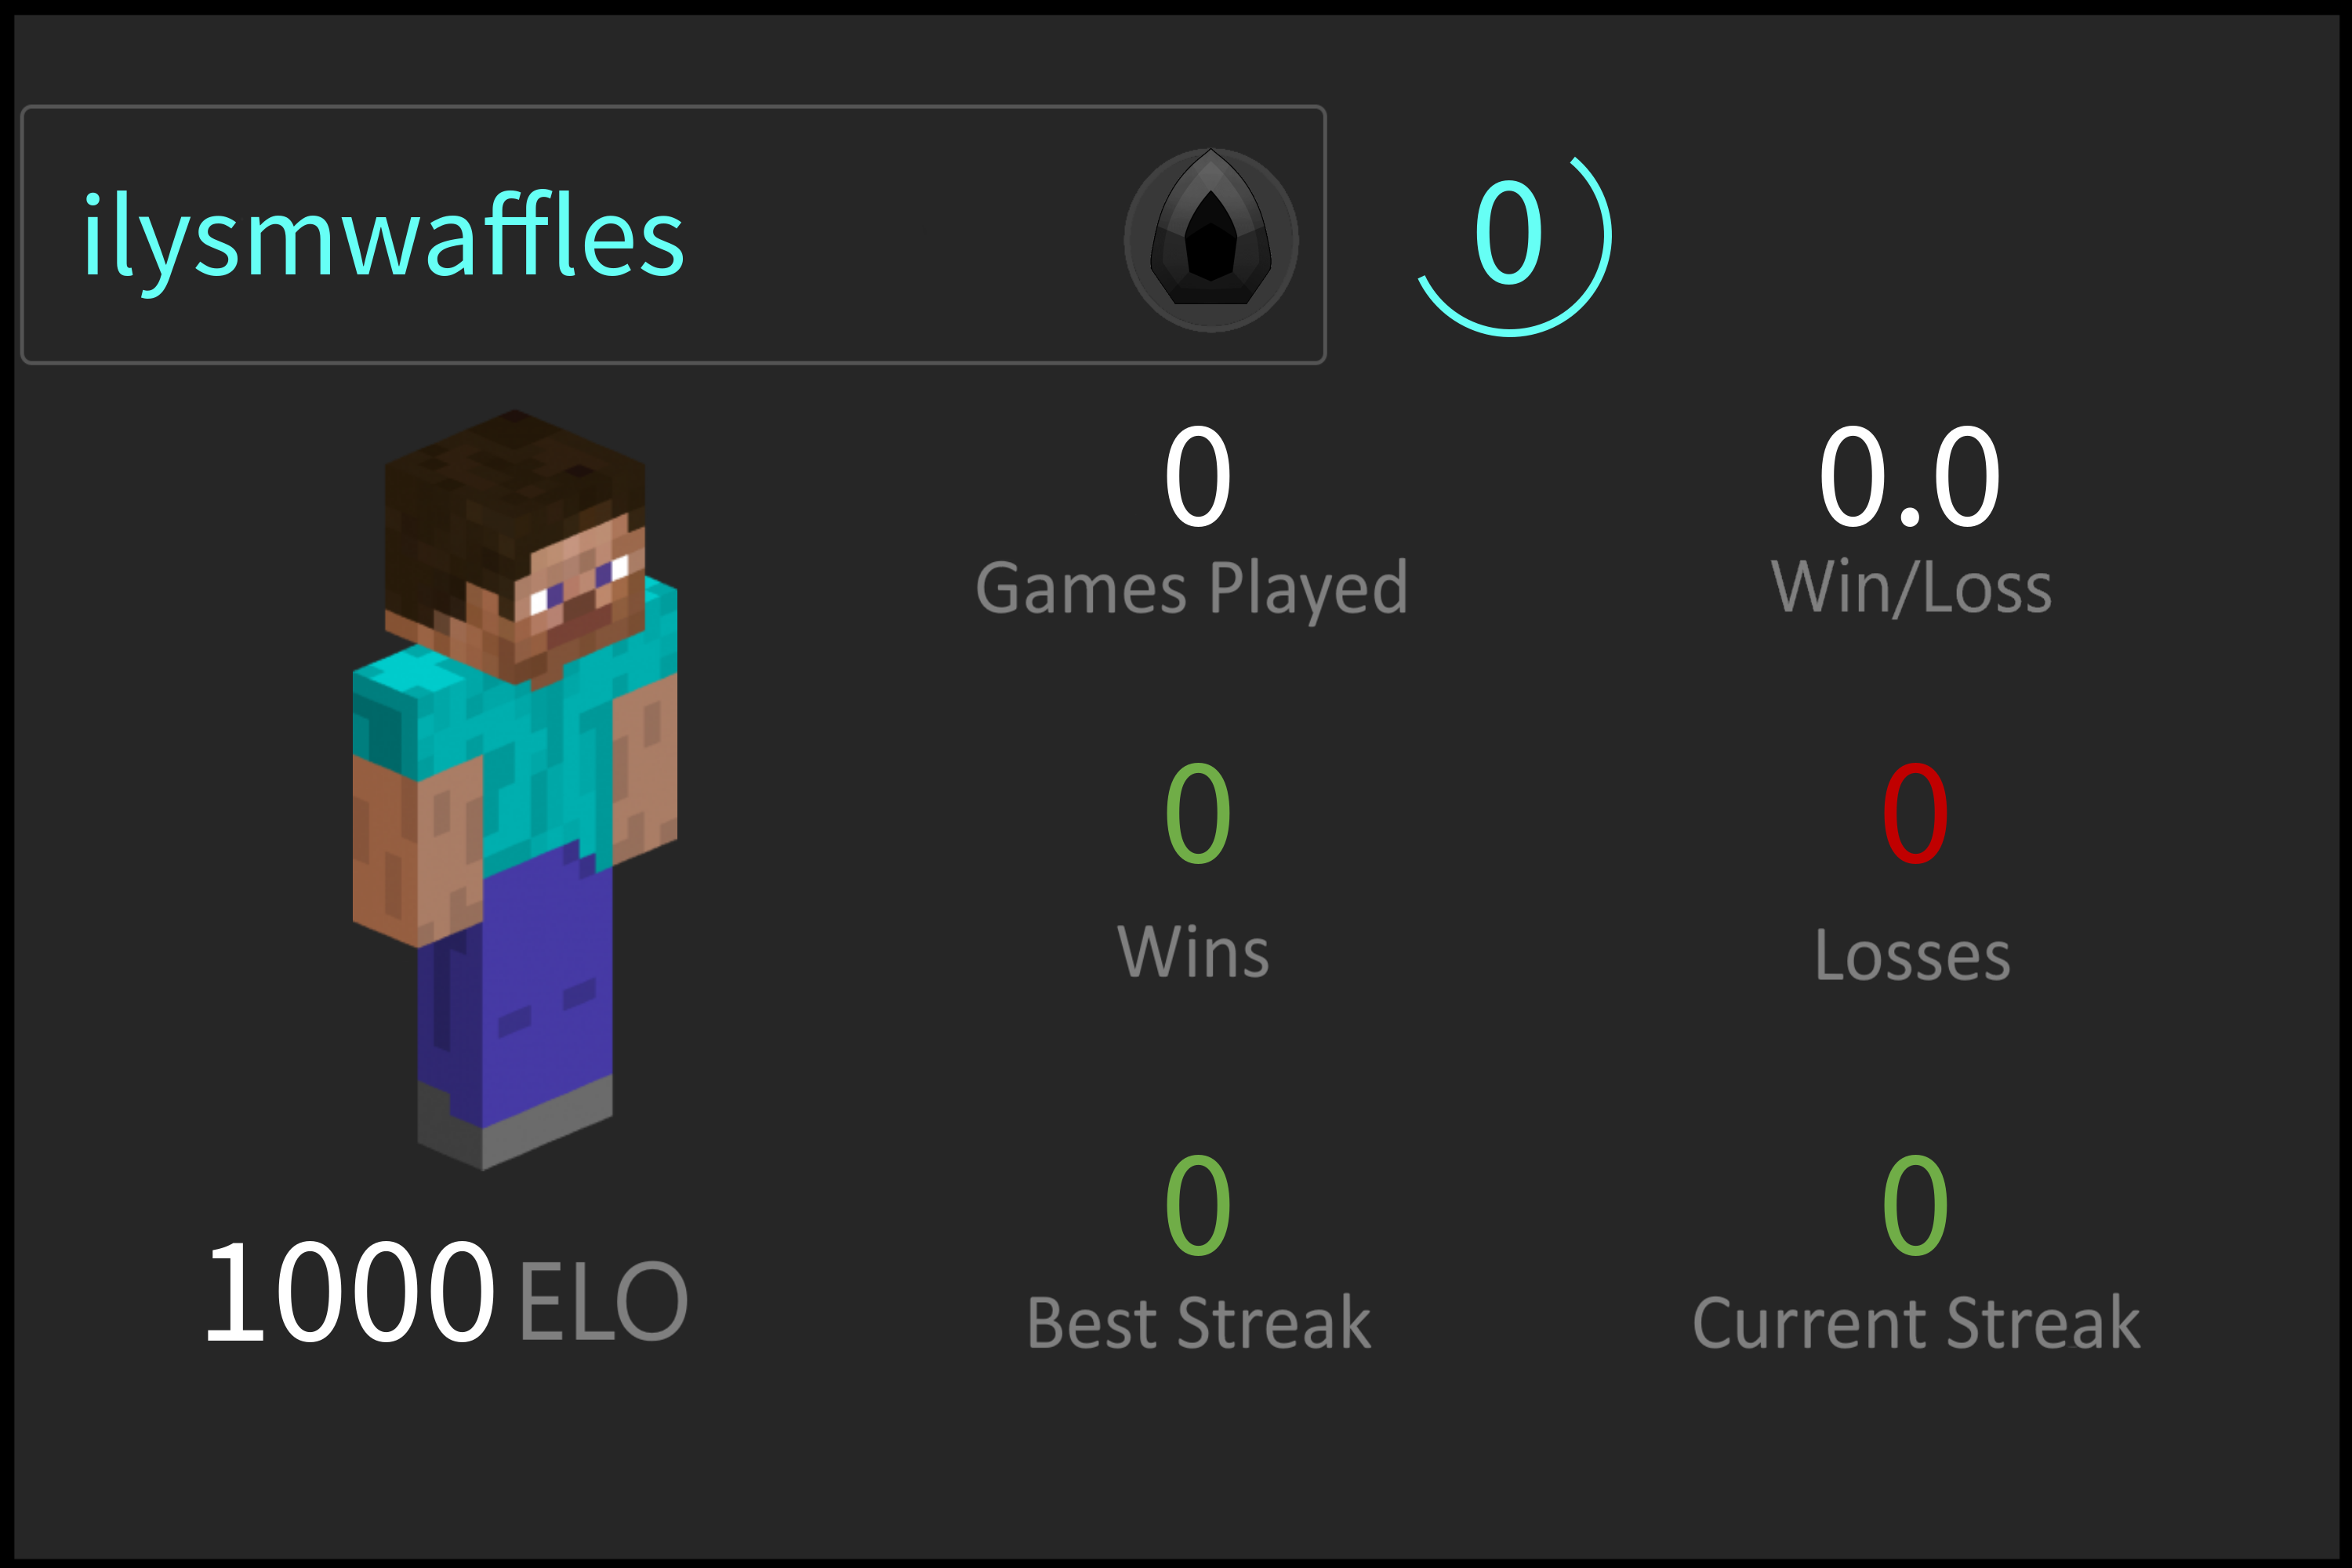 ilysmwaffles
0
0
0.0
Games Played
Win/Loss
0
0
Wins
Losses
0
0
1000 ELO
Best Streak
Current Streak